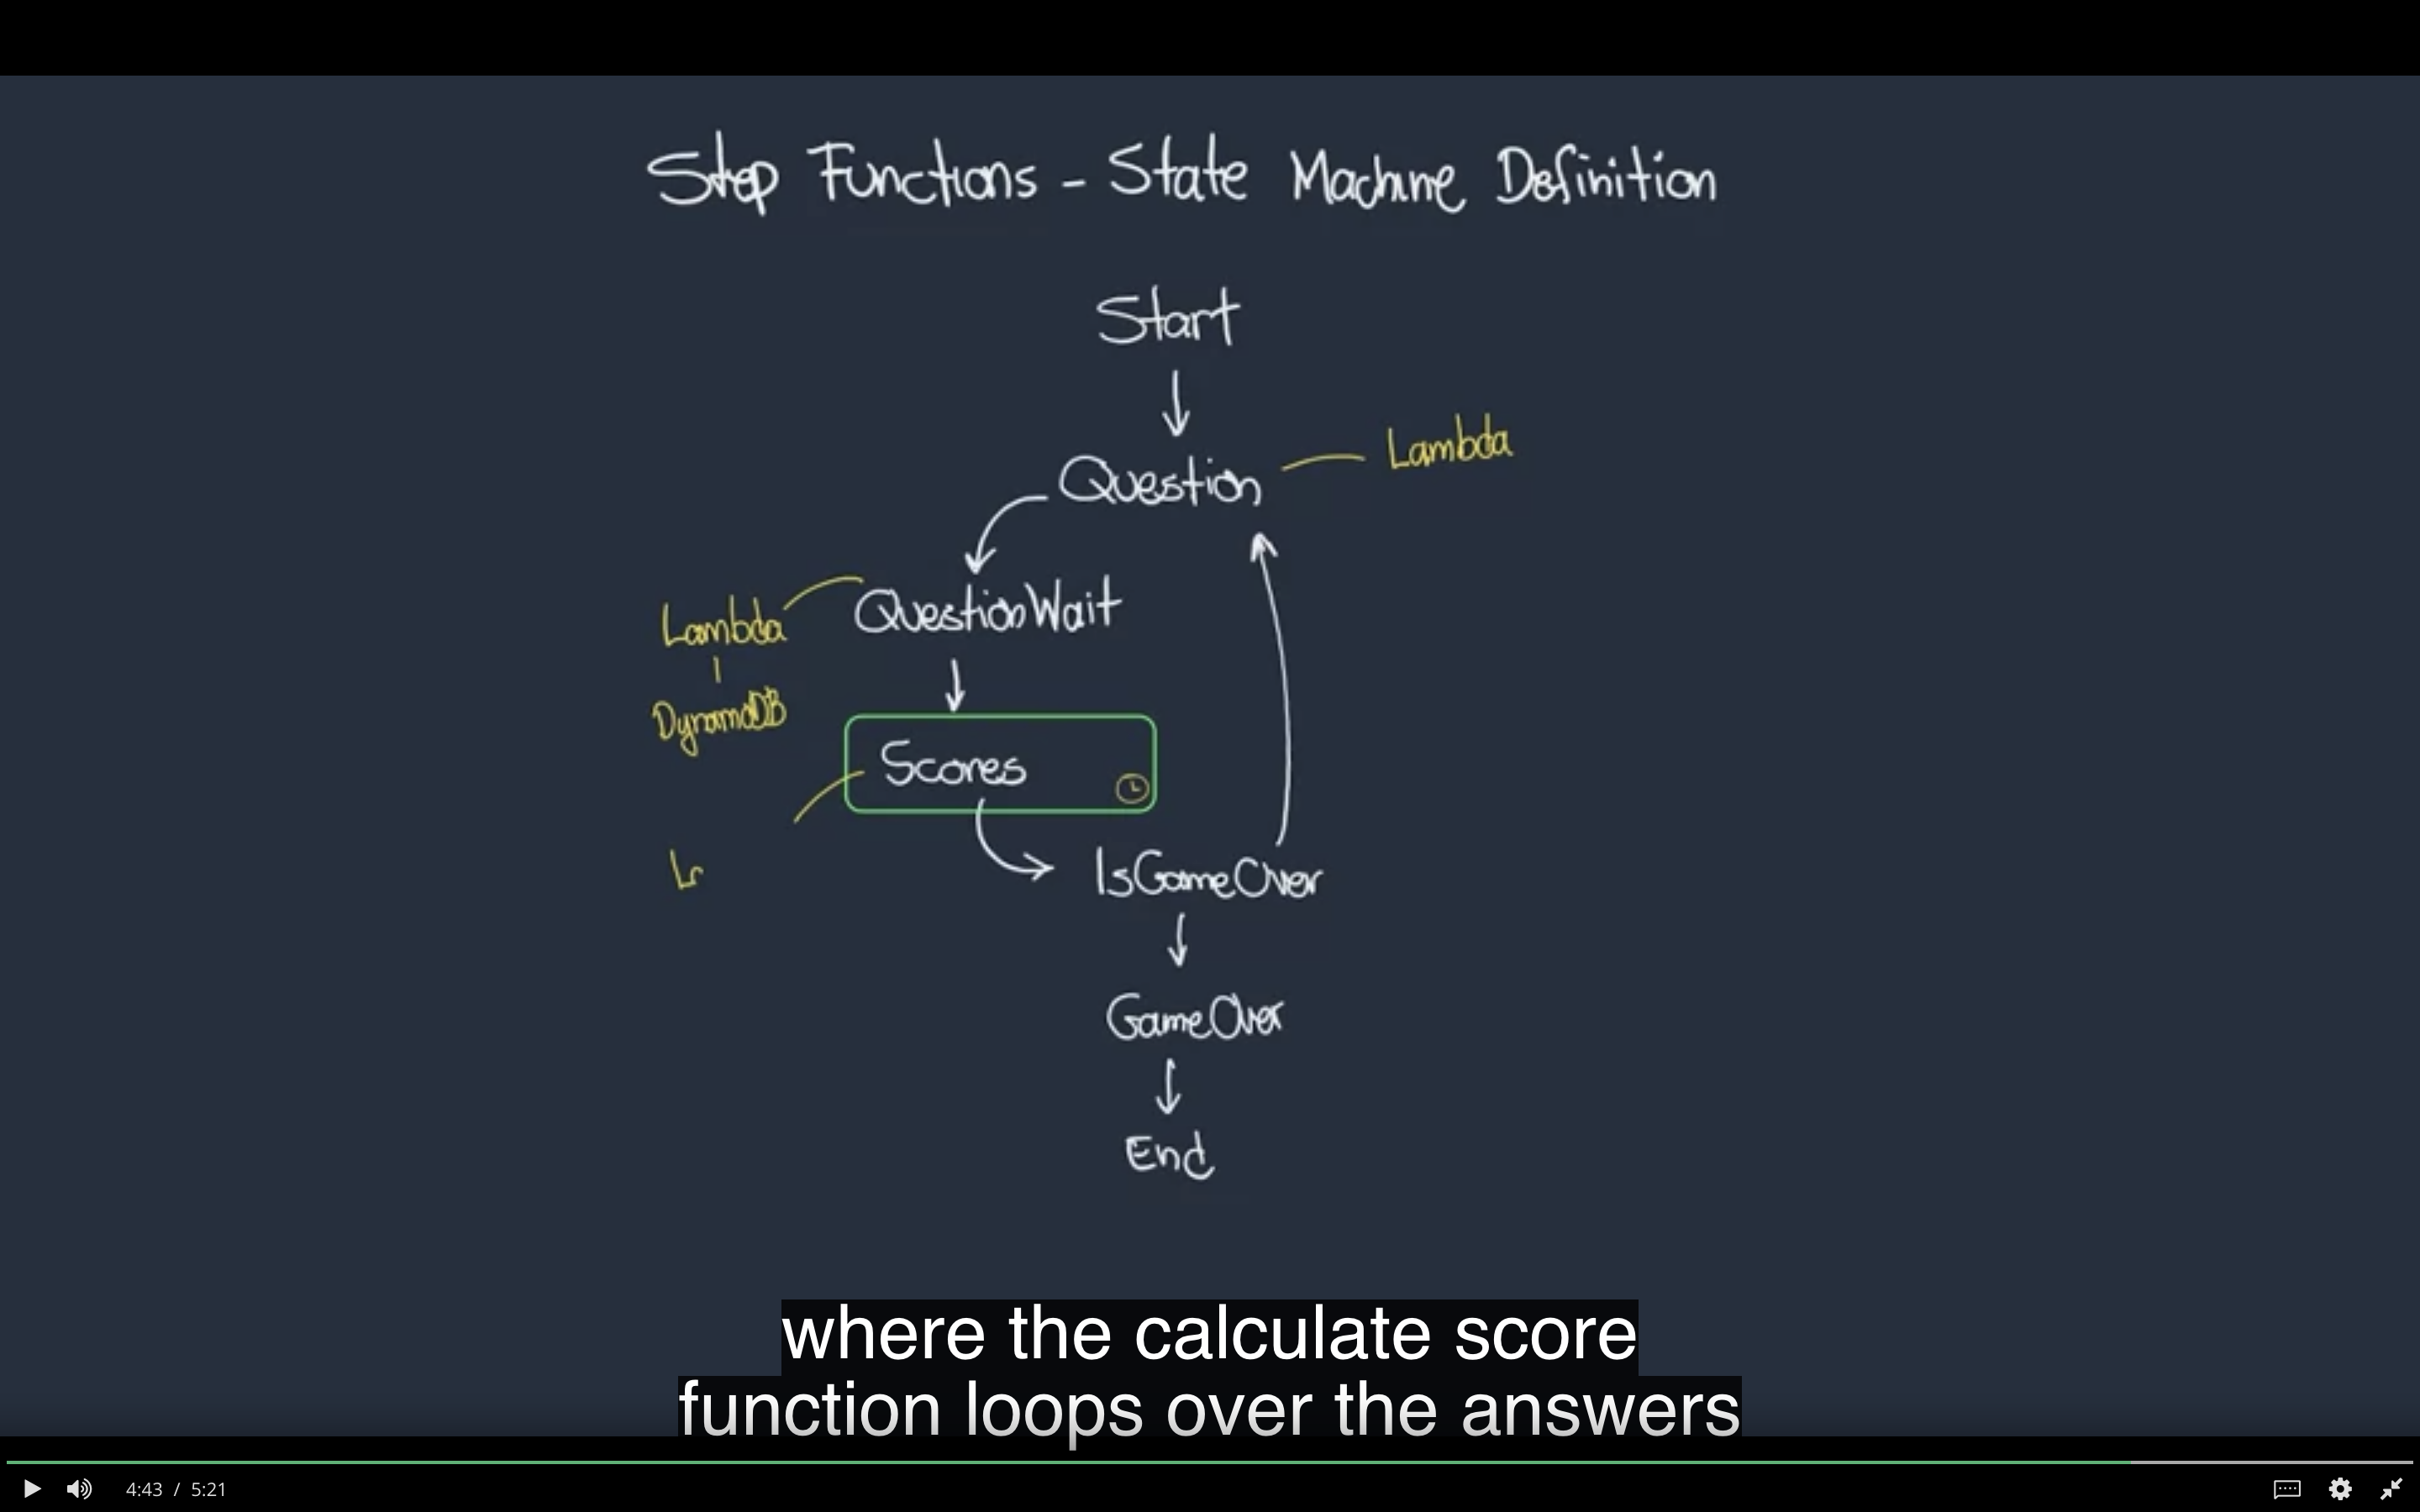 Step Functions - State Machine Definition
Start
Lambda
Question
QuestionWait
Lambda
DynamoDB
Scores
IsGameOver
GameOver
End
where the calculate score
function loops over the answers
4:43 / 5:21